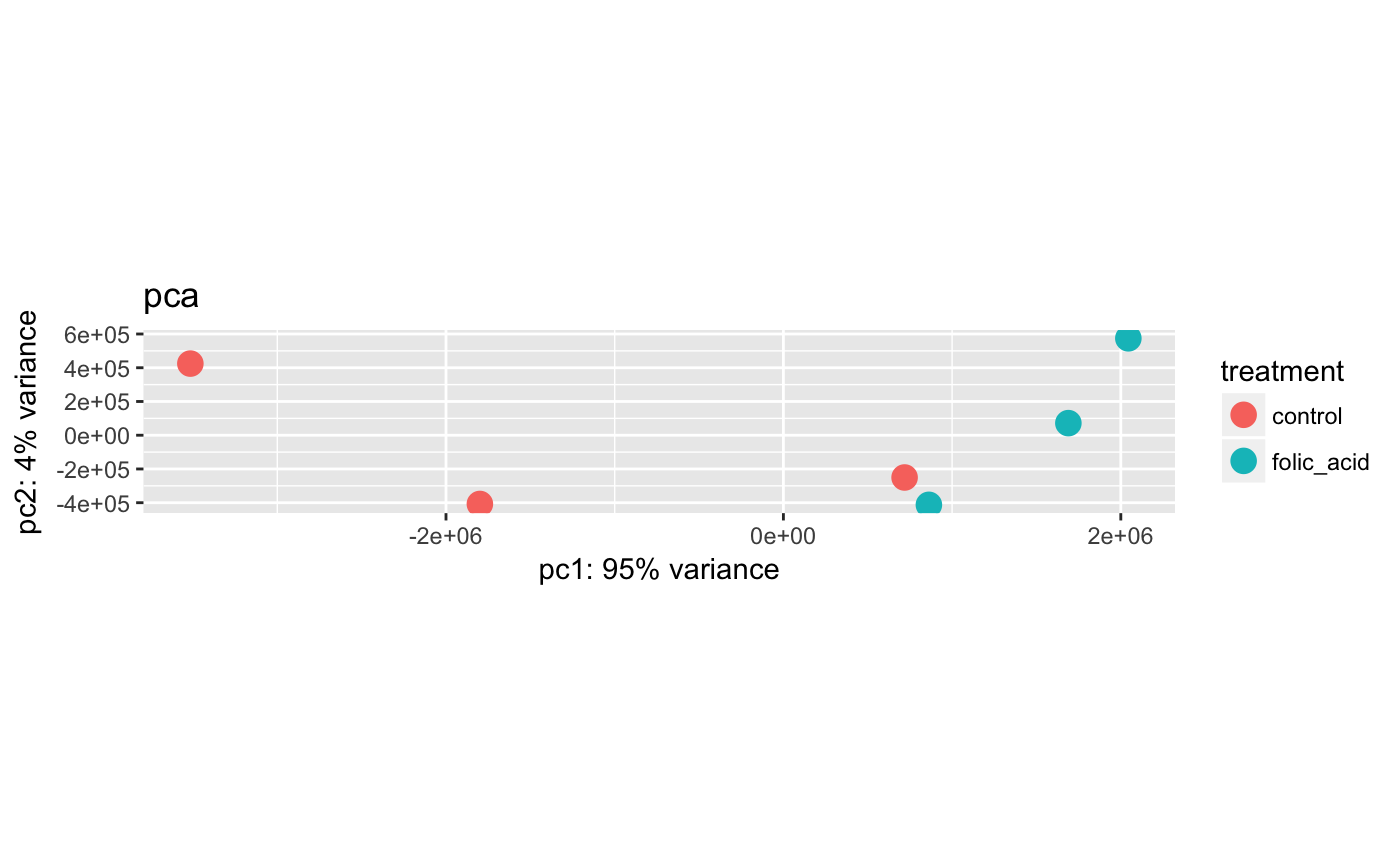 pca
pc2: 4% variance
6e+05
4e+05
2e+05
0e+00
-2e+05
-4e+05
-2e+06
0e+00
2e+06
pc1: 95% variance
treatment
control
folic_acid